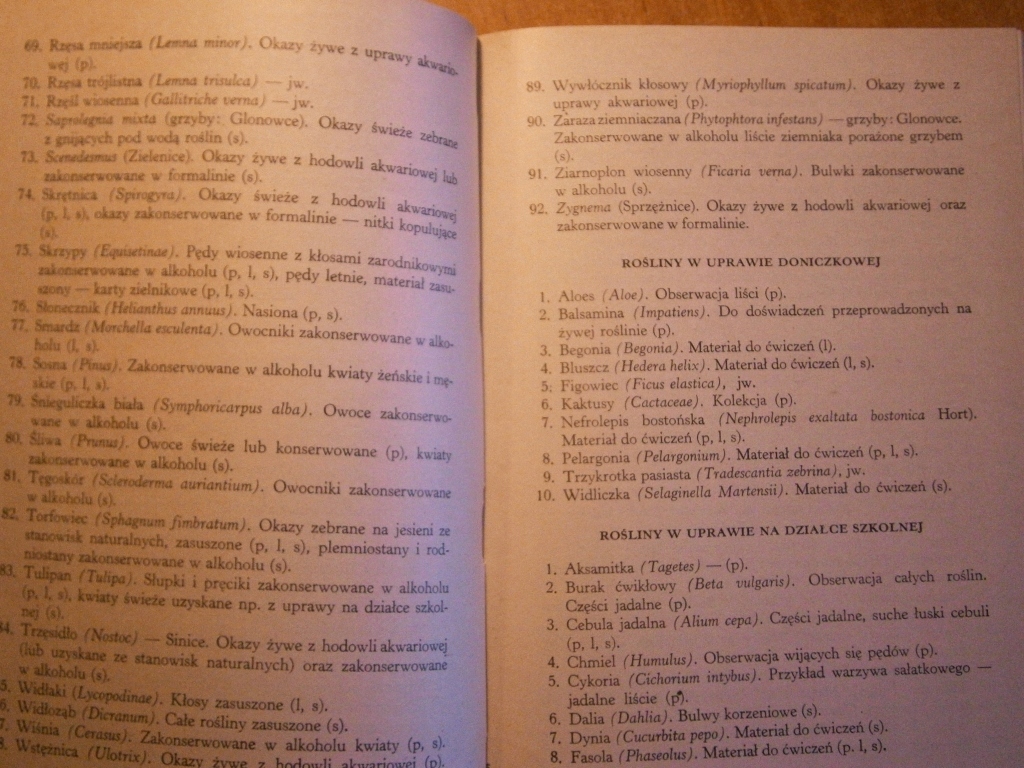 69. Rzęsa mniejsza (Lemna minor). Okazy żywe z uprawy akwario-
wej (p).
70. Rzęsa trójlistna (Lemna trisulca) — jw.
71. Rzęśl wiosenna (Gallitriche verna) — jw.
72. Saprolegnia mixta (grzyby: Glonowce). Okazy świeże zebrane
z gnijących pod wodą roślin (s).
73. Scenedesmus (Zielenice). Okazy żywe z hodowli akwariowej lub
zakonserwowane w formalinie (s).
74. Skrętnica (Spirogyra). Okazy świeże z hodowli akwariowej
(p, l, s), okazy zakonserwowane w formalinie — nitki kopulujące
(s).
75. Skrzypy (Equisetinae). Pędy wiosenne z kłosami zarodnikowymi
zakonserwowane w alkoholu (p, l, s), pędy letnie, materiał zasu-
szony — karty zielnikowe (p, l, s).
76. Słonecznik (Helianthus annuus). Nasiona (p, s).
77. Smardz (Morchella esculenta). Owocniki zakonserwowane w alko-
holu (l, s).
78. Sosna (Pinus). Zakonserwowane w alkoholu kwiaty żeńskie i mę-
skie (p, l, s).
79. Śnieguliczka biała (Symphoricarpus alba). Owoce zakonserwo-
wane w alkoholu (s).
80. Śliwa (Prunus). Owoce świeże lub konserwowane (p), kwiaty
zakonserwowane w alkoholu (s).
81. Tęgoskór (Scleroderma auriantium). Owocniki zakonserwowane
w alkoholu (s).
82. Torfowiec (Sphagnum fimbratum). Okazy zebrane na jesieni ze
stanowisk naturalnych, zasuszone (p, l, s), plemniostany i rod-
niostany zakonserwowane w alkoholu (s).
83. Tulipan (Tulipa). Słupki i pręciki zakonserwowane w alkoholu
(p, l, s), kwiaty świeże uzyskane np. z uprawy na działce szkol-
nej (s).
84. Trzęsidło (Nostoc) — Sinice. Okazy żywe z hodowli akwariowej
(lub uzyskane ze stanowisk naturalnych) oraz zakonserwowane
w alkoholu (s).
5. Widłaki (Lycopodinae). Kłosy zasuszone (l, s).
6. Widłoząb (Dicranum). Całe rośliny zasuszone (s).
7. Wiśnia (Cerasus). Zakonserwowane w alkoholu kwiaty (p, s).
8. Wstężnica (Ulotrix). Okazy żywe z hodowli akwariowej (p).
89. Wywłócznik kłosowy (Myriophyllum spicatum). Okazy żywe z
uprawy akwariowej (p).
90. Zaraza ziemniaczana (Phytophtora infestans) — grzyby: Glonowce.
Zakonserwowane w alkoholu liście ziemniaka porażone grzybem
(s).
91. Ziarnopłon wiosenny (Ficaria verna). Bulwki zakonserwowane
w alkoholu (s).
92. Zygnema (Sprzężnice). Okazy żywe z hodowli akwariowej oraz
zakonserwowane w formalinie.
ROŚLINY W UPRAWIE DONICZKOWEJ
1. Aloes (Aloe). Obserwacja liści (p).
2. Balsamina (Impatiens). Do doświadczeń przeprowadzonych na
żywej roślinie (p).
3. Begonia (Begonia). Materiał do ćwiczeń (l).
4. Bluszcz (Hedera helix). Materiał do ćwiczeń (l, s).
5. Figowiec (Ficus elastica), jw.
6. Kaktusy (Cactaceae). Kolekcja (p).
7. Nefrolepis bostońska (Nephrolepis exaltata bostonica Hort).
Materiał do ćwiczeń (p, l, s).
8. Pelargonia (Pelargonium). Materiał do ćwiczeń (p, l, s).
9. Trzykrotka pasiasta (Tradescantia zebrina), jw.
10. Widliczka (Selaginella Martensii). Materiał do ćwiczeń (s).
ROŚLINY W UPRAWIE NA DZIAŁCE SZKOLNEJ
1. Aksamitka (Tagetes) — (p).
2. Burak ćwikłowy (Beta vulgaris). Obserwacja całych roślin.
Części jadalne (p).
3. Cebula jadalna (Alium cepa). Części jadalne, suche łuski cebuli
(p, l, s).
4. Chmiel (Humulus). Obserwacja wijących się pędów (p).
5. Cykoria (Cichorium intybus). Przykład warzywa sałatkowego —
jadalne liście (p).
6. Dalia (Dahlia). Bulwy korzeniowe (s).
7. Dynia (Cucurbita pepo). Materiał do ćwiczeń (s).
8. Fasola (Phaseolus). Materiał do ćwiczeń (p. l, s).